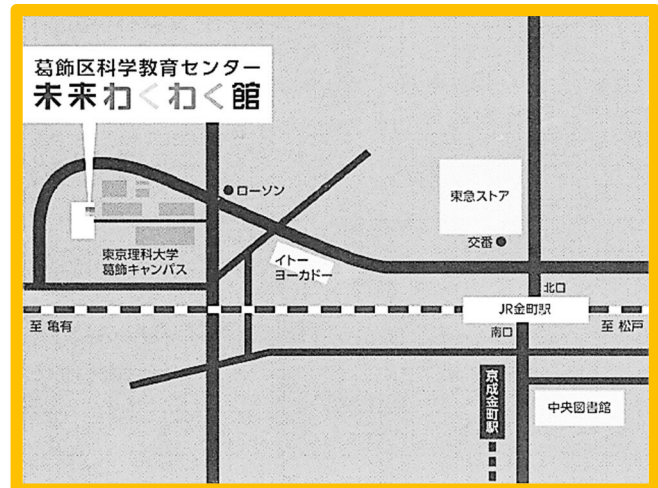 葛飾区科学教育センター
未来わくわく館
ローソン
東急ストア
交番
東京理科大学
葛飾キャンパス
イトー
ヨーカドー
北口
JR金町駅
至 亀有
南口
至 松戸
京成金町駅
中央図書館